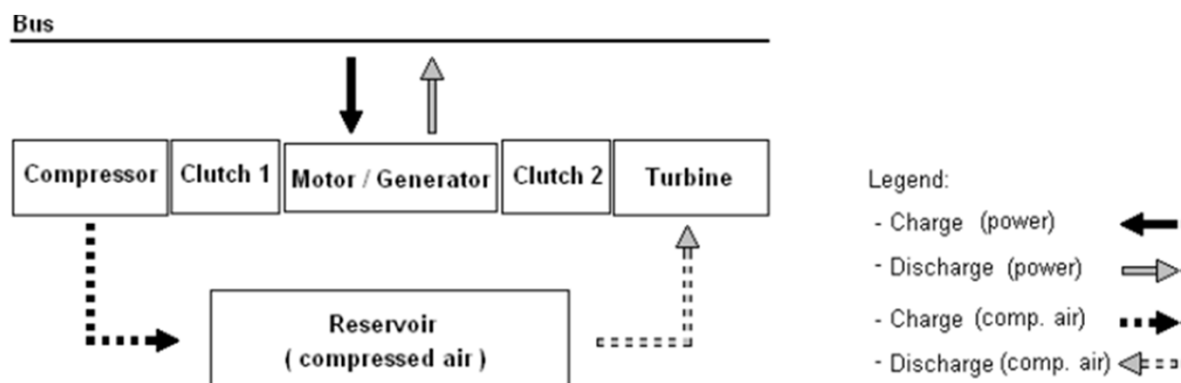 Bus
Compressor
Clutch 1
Motor / Generator
Clutch 2
Turbine
Reservoir
( compressed air )
Legend:
- Charge (power)
- Discharge (power)
- Charge (comp. air)
- Discharge (comp. air)